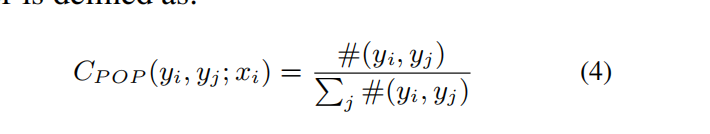 is defined as:
C_{POP}(y_i, y_j; x_i) = \frac{\#(y_i, y_j)}{\sum_j \#(y_i, y_j)} (4)